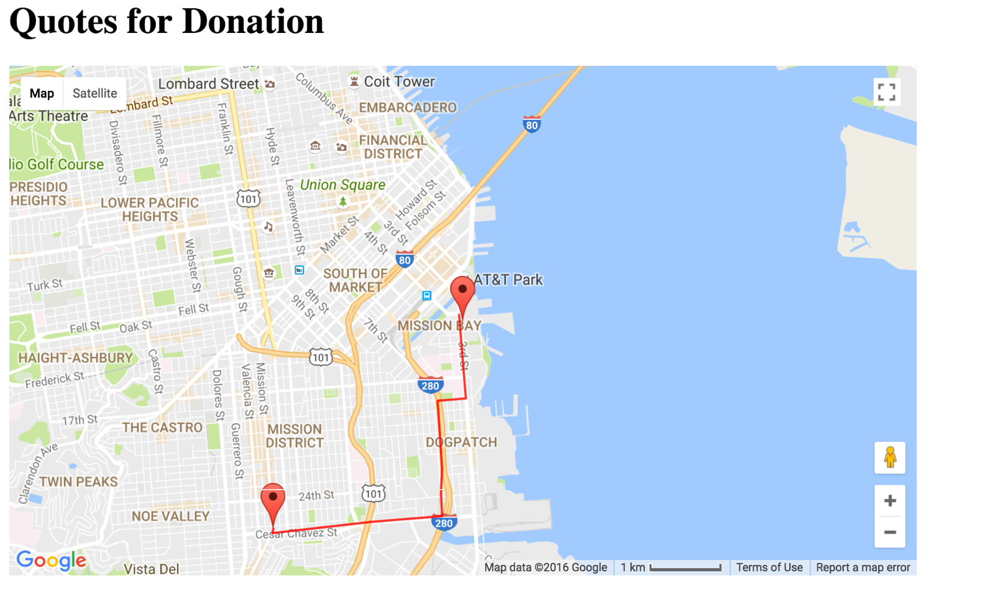 Quotes for Donation
Map
Satellite
Lombard Street
Coit Tower
Columbus Ave
Arts Theatre
Lombard St
EMBARCADERO
Divisadero St
Fillmore St
Franklin St
Hyde St
FINANCIAL
DISTRICT
80
lio Golf Course
PRESIDIO
HEIGHTS
LOWER PACIFIC
HEIGHTS
101
Union Square
Leavenworth St
Howard St
Folsom St
Market St
3rd St
4th St
80
Webster St
Gough St
Turk St
SOUTH OF
MARKET
AT&T Park
8th St
9th St
7th St
Fell St
Fell St
Oak St
MISSION BAY
3rd St
HAIGHT-ASHBURY
Frederick St
Castro St
101
Dolores St
Valencia St
Mission St
280
17th St
THE CASTRO
Guerrero St
MISSION
DISTRICT
DOGPATCH
Clarendon Ave
TWIN PEAKS
24th St
101
NOE VALLEY
280
Cesar Chavez St
Google
Vista Del
Map data ©2016 Google
1 km
Terms of Use
Report a map error